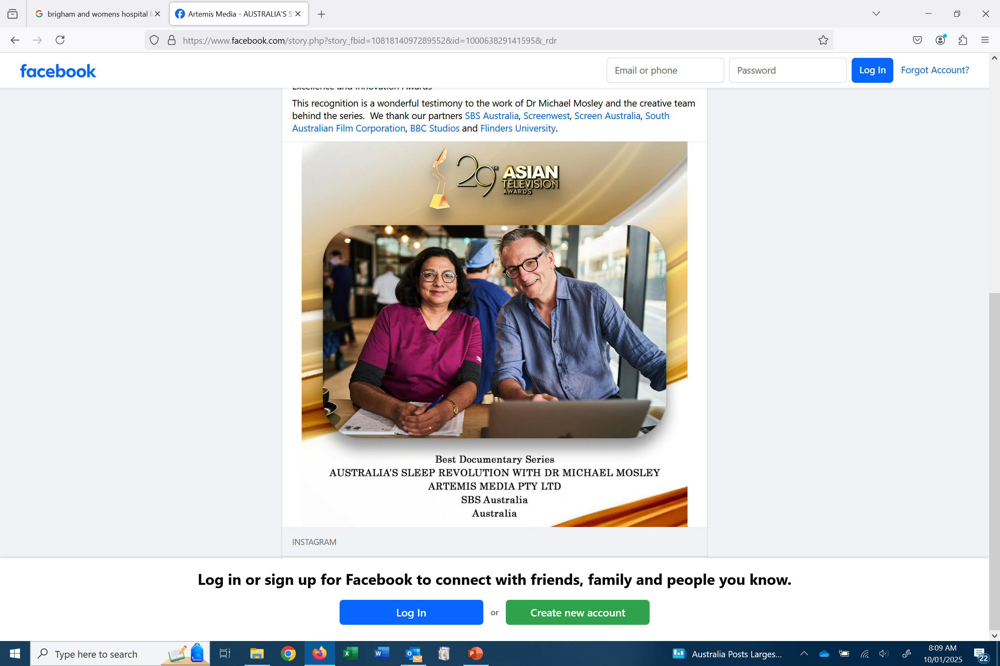 brigham and womens hospital l
Artemis Media - AUSTRALIA'S S
https://www.facebook.com/story.php?story_fbid=1081814097289552&id=100063829141595&_rdr
facebook
Email or phone
Password
Log In
Forgot Account?
Excellence and Innovation Awards
This recognition is a wonderful testimony to the work of Dr Michael Mosley and the creative team
behind the series.  We thank our partners SBS Australia, Screenwest, Screen Australia, South
Australian Film Corporation, BBC Studios and Flinders University.
29TH ASIAN
TELEVISION
AWARDS
Best Documentary Series
AUSTRALIA'S SLEEP REVOLUTION WITH DR MICHAEL MOSLEY
ARTEMIS MEDIA PTY LTD
SBS Australia
Australia
INSTAGRAM
Log in or sign up for Facebook to connect with friends, family and people you know.
Log In
or
Create new account
Type here to search
Australia Posts Larges...
8:09 AM
10/01/2025
22